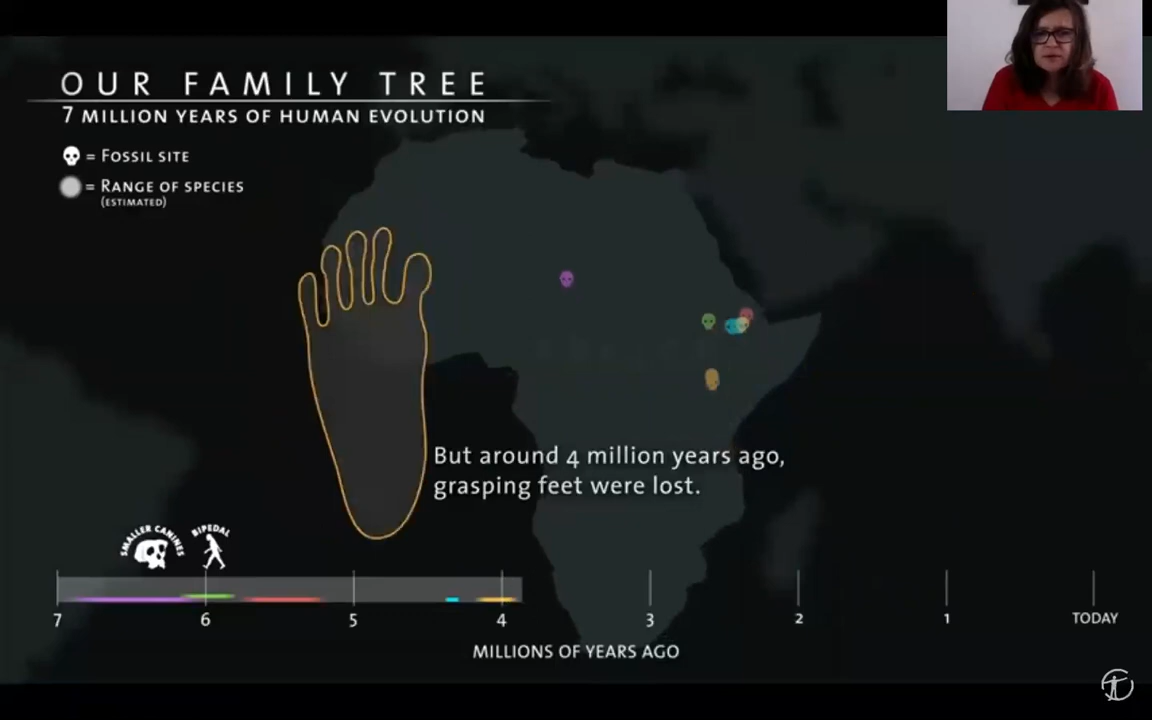 OUR FAMILY TREE
7 MILLION YEARS OF HUMAN EVOLUTION
= FOSSIL SITE
= RANGE OF SPECIES
(ESTIMATED)
But around 4 million years ago,
grasping feet were lost.
SMALLER CANINES
BIPEDAL
7 6 5 4 3 2 1 TODAY
MILLIONS OF YEARS AGO